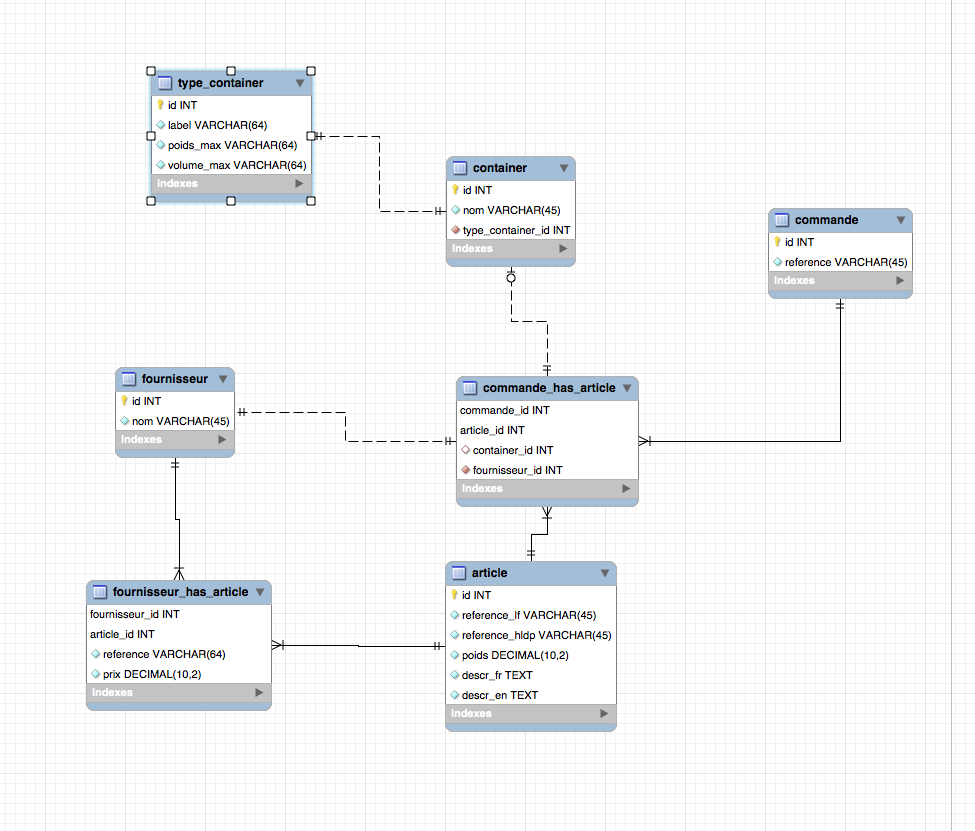 type_container
id INT
label VARCHAR(64)
poids_max VARCHAR(64)
volume_max VARCHAR(64)
Indexes
container
id INT
nom VARCHAR(45)
type_container_id INT
Indexes
commande
id INT
reference VARCHAR(45)
Indexes
fournisseur
id INT
nom VARCHAR(45)
Indexes
commande_has_article
commande_id INT
article_id INT
container_id INT
fournisseur_id INT
Indexes
fournisseur_has_article
fournisseur_id INT
article_id INT
reference VARCHAR(64)
prix DECIMAL(10,2)
Indexes
article
id INT
reference_lf VARCHAR(45)
reference_hldp VARCHAR(45)
poids DECIMAL(10,2)
descr_fr TEXT
descr_en TEXT
Indexes